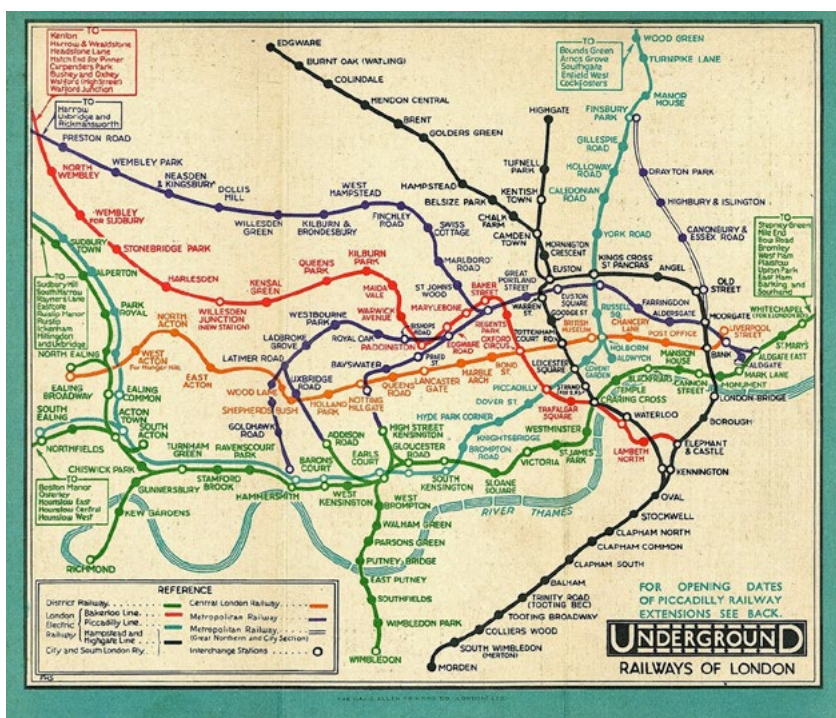 TO
Kenton
Harrow & Wealdstone
Headstone Lane
Hatch End for Pinner
Carpenders Park
Bushey and Oxhey
Watford (High Street)
Watford Junction
TO
Harrow
Uxbridge and
Rickmansworth
TO
Bounds Green
Arnos Grove
Southgate
Enfield West
Cockfosters
WOOD GREEN
TURNPIKE LANE
MANOR
HOUSE
EDGWARE
BURNT OAK (WATLING)
COLINDALE
HENDON CENTRAL
BRENT
GOLDERS GREEN
HAMPSTEAD
BELSIZE PARK
CHALK
FARM
CAMDEN
TOWN
HIGHGATE
TUFNELL
PARK
KENTISH
TOWN
FINSBURY
PARK
GILLESPIE
ROAD
HOLLOWAY
ROAD
CALEDONIAN
ROAD
YORK ROAD
DRAYTON PARK
HIGHBURY & ISLINGTON
CANONBURY &
ESSEX ROAD
OLD
STREET
PRESTON ROAD
WEMBLEY PARK
NEASDEN
& KINGSBURY
DOLLIS
HILL
WILLESDEN
GREEN
KILBURN &
BRONDESBURY
WEST
HAMPSTEAD
FINCHLEY
ROAD
SWISS
COTTAGE
MARLBORO'
ROAD
ST JOHNS
WOOD
NORTH
WEMBLEY
WEMBLEY
FOR SUDBURY
STONEBRIDGE PARK
HARLESDEN
WILLESDEN
JUNCTION
(NEW STATION)
KENSAL
GREEN
QUEENS
PARK
KILBURN
PARK
MAIDA
VALE
WARWICK
AVENUE
PADDINGTON
BISHOPS
ROAD
EDGWARE
ROAD
MARYLEBONE
BAKER
STREET
REGENTS
PARK
OXFORD
CIRCUS
GREAT
PORTLAND
STREET
WARREN
ST.
MORNINGTON
CRESCENT
EUSTON
EUSTON
SQUARE
GOODGE ST.
TOTTENHAM
COURT RD
KINGS CROSS
ST PANCRAS
ANGEL
RUSSELL
SQ.
FARRINGDON
ALDERSGATE
MOORGATE
LIVERPOOL
STREET
BRITISH
MUSEUM
CHANCERY
LANE
POST OFFICE
BANK
HOLBORN
ALDWYCH
COVENT
GARDEN
LEICESTER
SQUARE
STRAND
TEMPLE
CHARING CROSS
BLACKFRIARS
MANSION
HOUSE
CANNON
STREET
MONUMENT
MARK LANE
ALDGATE
ALDGATE EAST
ST. MARY'S
WHITECHAPEL
TO
Stepney Green
Mile End
Bow Road
Bromley
West Ham
Plaistow
Upton Park
East Ham
Barking and
Southend
SUDBURY
TOWN
ALPERTON
PARK
ROYAL
TO
Sudbury Hill
South Harrow
Rayners Lane
Eastcote
Ruislip Manor
Ruislip
Ickenham
Hillingdon
and Uxbridge
NORTH EALING
EALING
BROADWAY
WEST
ACTON
NORTH
ACTON
EAST
ACTON
WOOD LANE
SHEPHERDS BUSH
HOLLAND
PARK
NOTTING
HILL GATE
QUEENS
ROAD
LANCASTER
GATE
MARBLE
ARCH
BOND
ST.
LATIMER ROAD
LADBROKE
GROVE
WESTBOURNE
PARK
ROYAL OAK
BAYSWATER
PRAED
ST.
UXBRIDGE
ROAD
GOLDHAWK
ROAD
ADDISON
ROAD
HIGH STREET
KENSINGTON
GLOUCESTER
ROAD
EARLS
COURT
BARONS
COURT
WEST
KENSINGTON
HAMMERSMITH
RAVENSCOURT
PARK
STAMFORD
BROOK
TURNHAM
GREEN
CHISWICK PARK
GUNNERSBURY
KEW GARDENS
RICHMOND
EALING
COMMON
ACTON
TOWN
SOUTH
ACTON
SOUTH
EALING
NORTHFIELDS
TO
Boston Manor
Osterley
Hounslow East
Hounslow Central
Hounslow West
PICCADILLY
DOVER ST.
HYDE PARK CORNER
KNIGHTSBRIDGE
BROMPTON
ROAD
SOUTH
KENSINGTON
SLOANE
SQUARE
VICTORIA
ST. JAMES
PARK
WESTMINSTER
TRAFALGAR
SQUARE
WATERLOO
LAMBETH
NORTH
ELEPHANT
& CASTLE
LONDON BRIDGE
BOROUGH
KENNINGTON
OVAL
STOCKWELL
CLAPHAM NORTH
CLAPHAM COMMON
CLAPHAM SOUTH
BALHAM
TRINITY ROAD
(TOOTING BEC)
TOOTING BROADWAY
COLLIERS WOOD
SOUTH WIMBLEDON
(MERTON)
MORDEN
WEST
BROMPTON
WALHAM GREEN
PARSONS GREEN
PUTNEY BRIDGE
EAST PUTNEY
SOUTHFIELDS
WIMBLEDON PARK
WIMBLEDON
RIVER THAMES
REFERENCE
District Railway
London Electric Railway
Bakerloo Line
Piccadilly Line
Hampstead and
Highgate Line
City and South London Rly.
Central London Railway
Metropolitan Railway
Metropolitan Railway
(Great Northern and City Section)
Interchange Stations
FOR OPENING DATES
OF PICCADILLY RAILWAY
EXTENSIONS SEE BACK.
UNDERGROUND
RAILWAYS OF LONDON